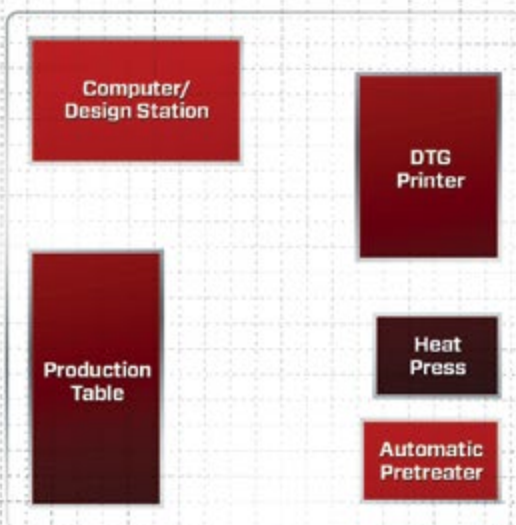 Computer/
Design Station
DTG
Printer
Production
Table
Heat
Press
Automatic
Pretreater